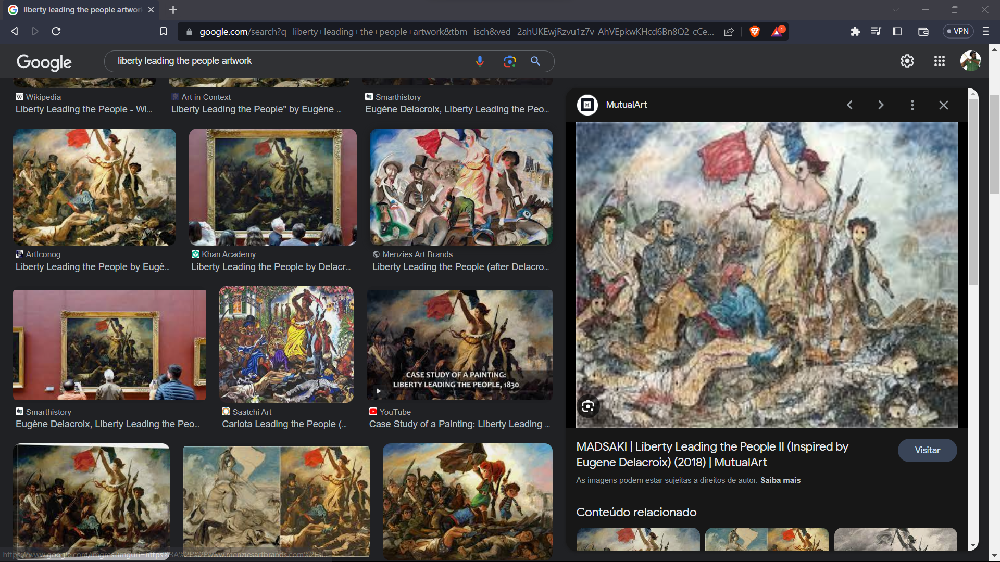 liberty leading the people artwor
google.com/search?q=liberty+leading+the+people+artwork&tbm=isch&ved=2ahUKEwjRzvu1z7v_AhVEpkwKHcd6Bn8Q2-cCe...
1
VPN
Google
liberty leading the people artwork
W Wikipedia
Liberty Leading the People - Wi...
Art in Context
Liberty Leading the People" by Eugène ...
Smarthistory
Eugène Delacroix, Liberty Leading the Peo...
M
MutualArt
ArtIconog
Liberty Leading the People by Eugè...
Khan Academy
Liberty Leading the People by Delacr...
Menzies Art Brands
Liberty Leading the People (after Delacro...
CASE STUDY OF A PAINTING:
LIBERTY LEADING THE PEOPLE, 1830
Smarthistory
Eugène Delacroix, Liberty Leading the Peo...
Saatchi Art
Carlota Leading the People (...
YouTube
Case Study of a Painting: Liberty Leading ...
MADSAKI | Liberty Leading the People II (Inspired by
Eugene Delacroix) (2018) | MutualArt
Visitar
As imagens podem estar sujeitas a direitos de autor. Saiba mais
Conteúdo relacionado
https://www.google.com/imgres?imgurl=https%3A%2F%2Fwww.menziesartbrands.com%2Fs...